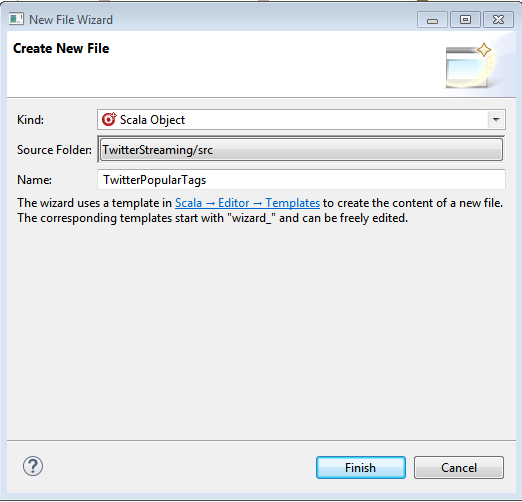 New File Wizard
Create New File
Kind: Scala Object
Source Folder: TwitterStreaming/src
Name: TwitterPopularTags
The wizard uses a template in Scala → Editor → Templates to create the content of a new file.
The corresponding templates start with "wizard_" and can be freely edited.
?
Finish Cancel